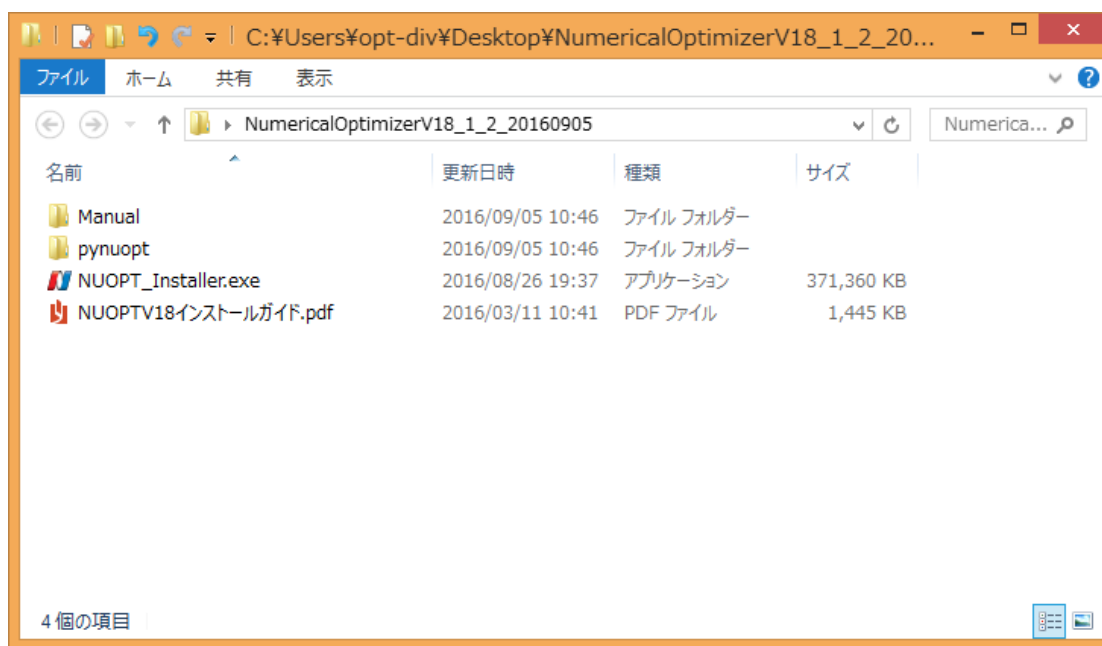 C:¥Users¥opt-div¥Desktop¥NumericalOptimizerV18_1_2_20...
ファイル ホーム 共有 表示
NumericalOptimizerV18_1_2_20160905 Numerica...
名前 更新日時 種類 サイズ
Manual 2016/09/05 10:46 ファイル フォルダー
pynuopt 2016/09/05 10:46 ファイル フォルダー
NUOPT_Installer.exe 2016/08/26 19:37 アプリケーション 371,360 KB
NUOPTV18インストールガイド.pdf 2016/03/11 10:41 PDF ファイル 1,445 KB
4 個の項目